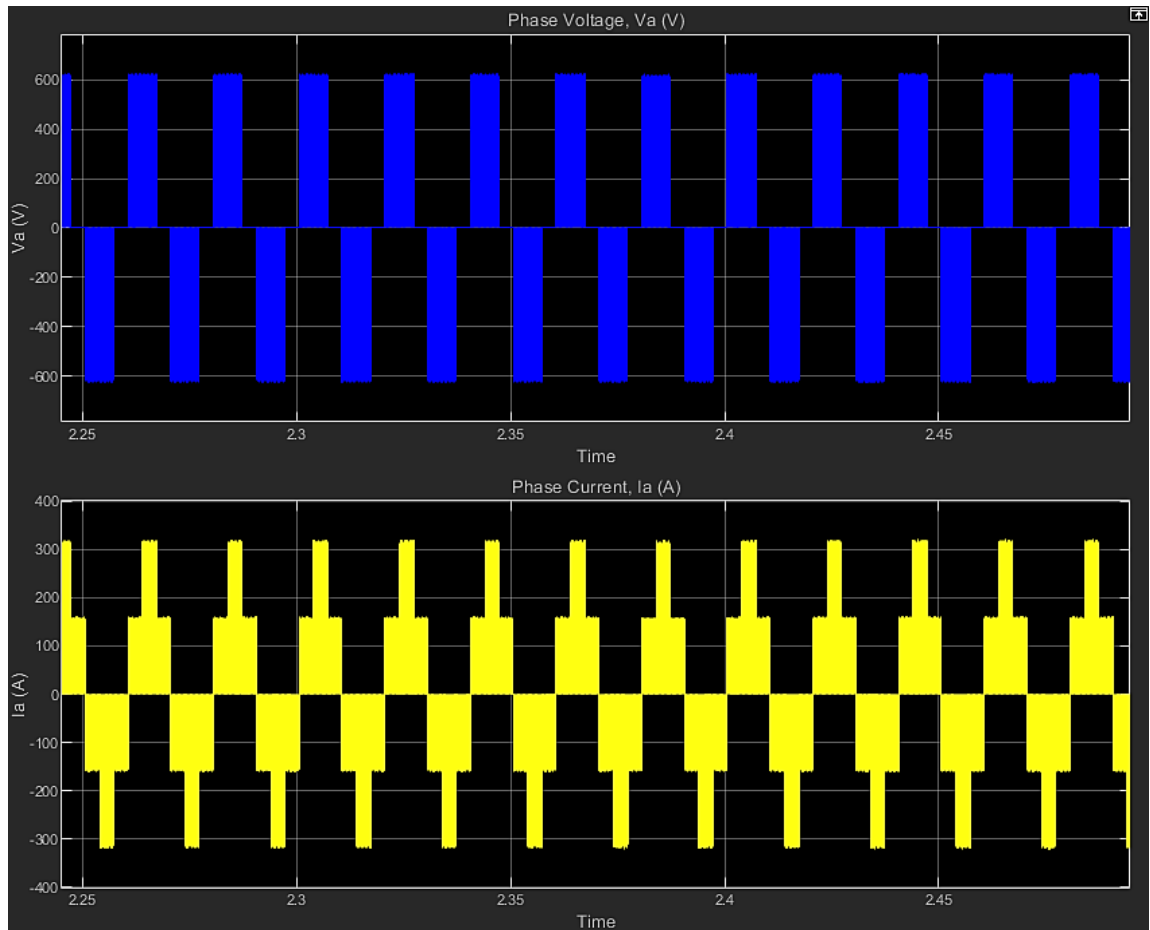 Phase Voltage, Va (V)
600
400
200
0
-200
-400
-600
Va (V)
2.25 2.3 2.35 2.4 2.45
Time
Phase Current, Ia (A)
400
300
200
100
0
-100
-200
-300
-400
Ia (A)
2.25 2.3 2.35 2.4 2.45
Time